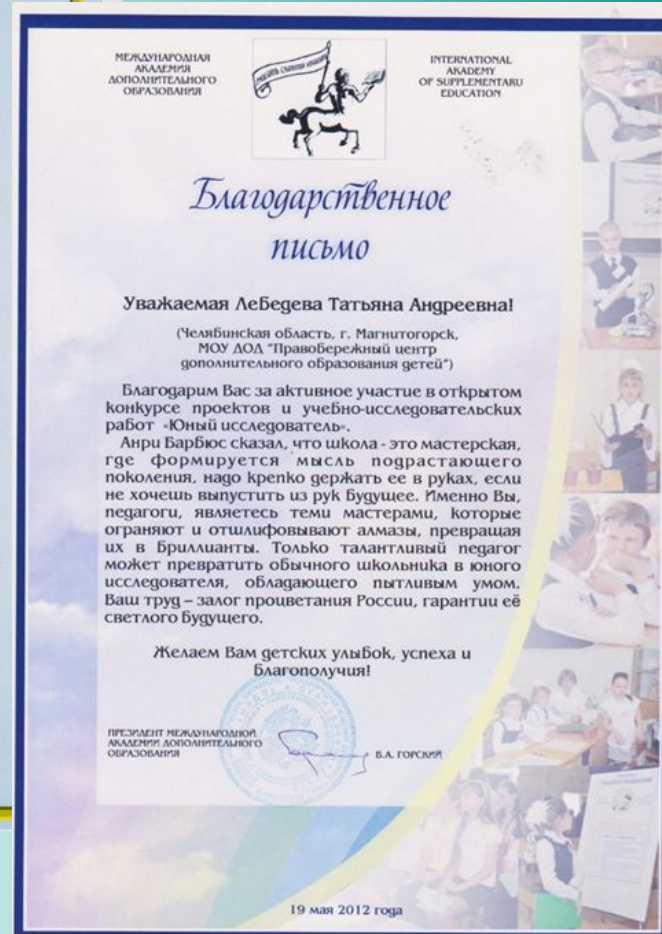 МЕЖДУНАРОДНАЯ
АКАДЕМИЯ
ДОПОЛНИТЕЛЬНОГО
ОБРАЗОВАНИЯ
INTERNATIONAL
AKADEMY
OF SUPPLEMENTARU
EDUCATION
Благодарственное
письмо
Уважаемая Лебедева Татьяна Андреевна!
(Челябинская область, г. Магнитогорск,
МОУ ДОД "Правобережный центр
дополнительного образования детей")
Благодарим Вас за активное участие в открытом
конкурсе проектов и учебно-исследовательских
работ «Юный исследователь».
Анри Барбюс сказал, что школа - это мастерская,
где формируется мысль подрастающего
поколения, надо крепко держать ее в руках, если
не хочешь выпустить из рук будущее. Именно Вы,
педагоги, являетесь теми мастерами, которые
ограняют и отшлифовывают алмазы, превращая
их в бриллианты. Только талантливый педагог
может превратить обычного школьника в юного
исследователя, обладающего пытливым умом.
Ваш труд – залог процветания России, гарантии её
светлого будущего.
Желаем Вам детских улыбок, успеха и
благополучия!
ПРЕЗИДЕНТ МЕЖДУНАРОДНОЙ
АКАДЕМИИ ДОПОЛНИТЕЛЬНОГО
ОБРАЗОВАНИЯ
В.А. ГОРСКИЙ
19 мая 2012 года